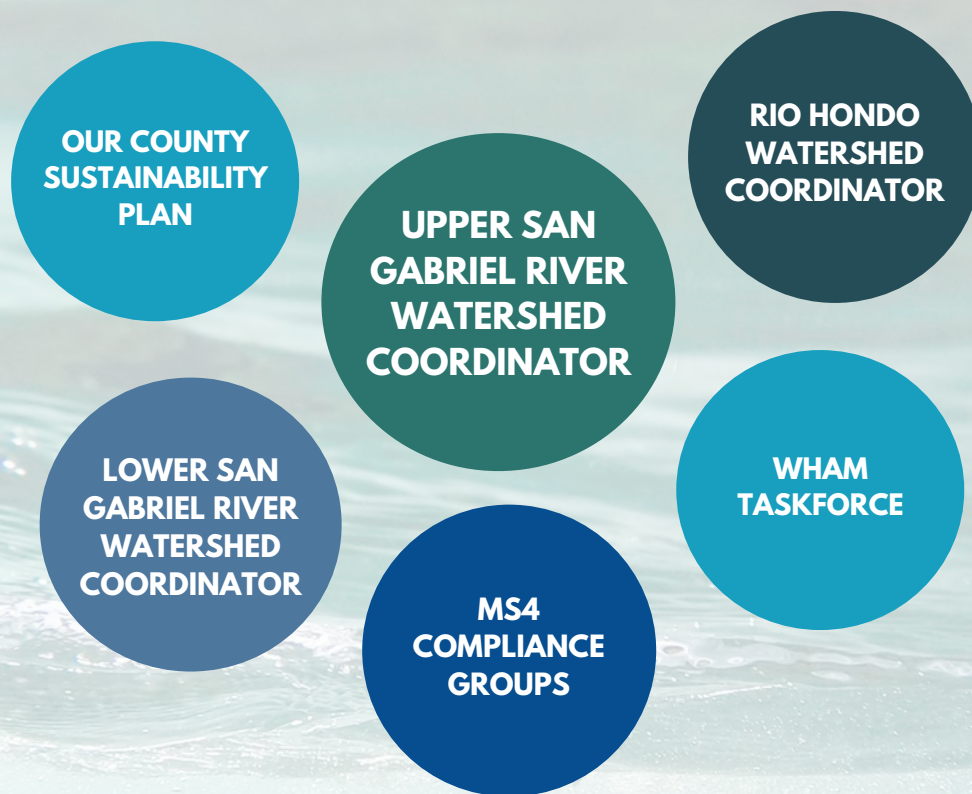 OUR COUNTY
SUSTAINABILITY
PLAN
RIO HONDO
WATERSHED
COORDINATOR
UPPER SAN
GABRIEL RIVER
WATERSHED
COORDINATOR
LOWER SAN
GABRIEL RIVER
WATERSHED
COORDINATOR
WHAM
TASKFORCE
MS4
COMPLIANCE
GROUPS